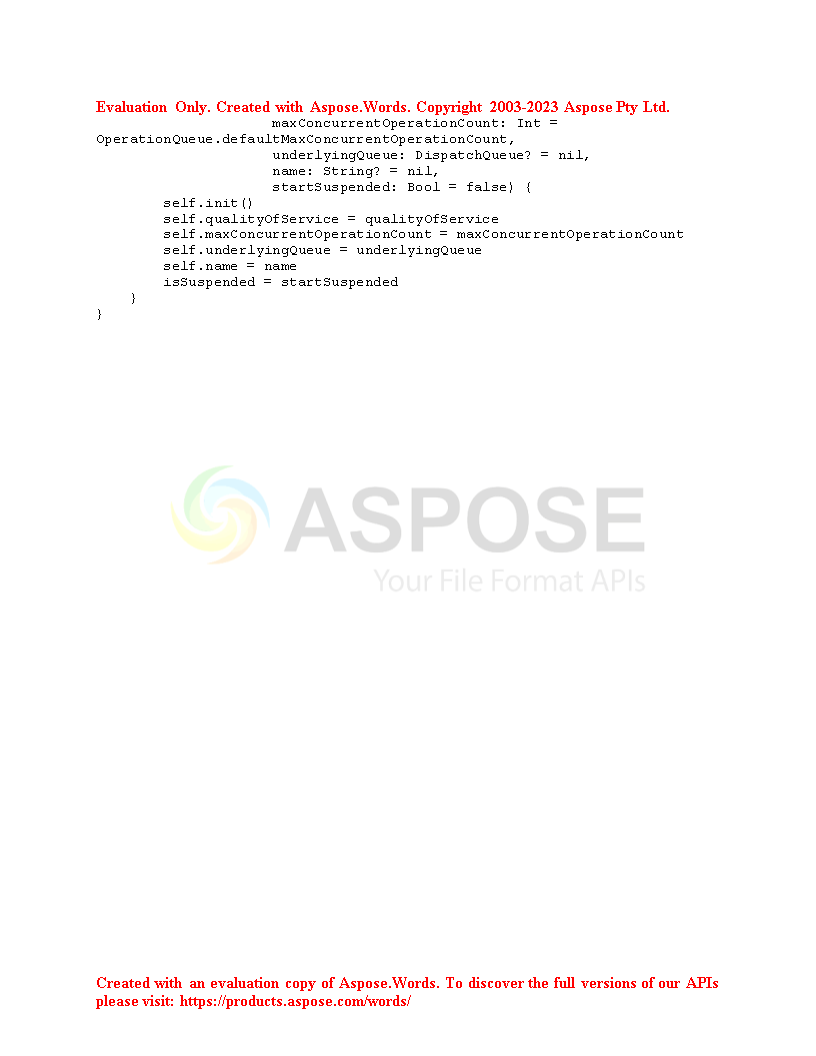 Evaluation Only. Created with Aspose.Words. Copyright 2003-2023 Aspose Pty Ltd.
maxConcurrentOperationCount: Int =
OperationQueue.defaultMaxConcurrentOperationCount,
underlyingQueue: DispatchQueue? = nil,
name: String? = nil,
startSuspended: Bool = false) {
self.init()
self.qualityOfService = qualityOfService
self.maxConcurrentOperationCount = maxConcurrentOperationCount
self.underlyingQueue = underlyingQueue
self.name = name
isSuspended = startSuspended
}
}
ASPOSE
Your File Format APIs
Created with an evaluation copy of Aspose.Words. To discover the full versions of our APIs
please visit: https://products.aspose.com/words/